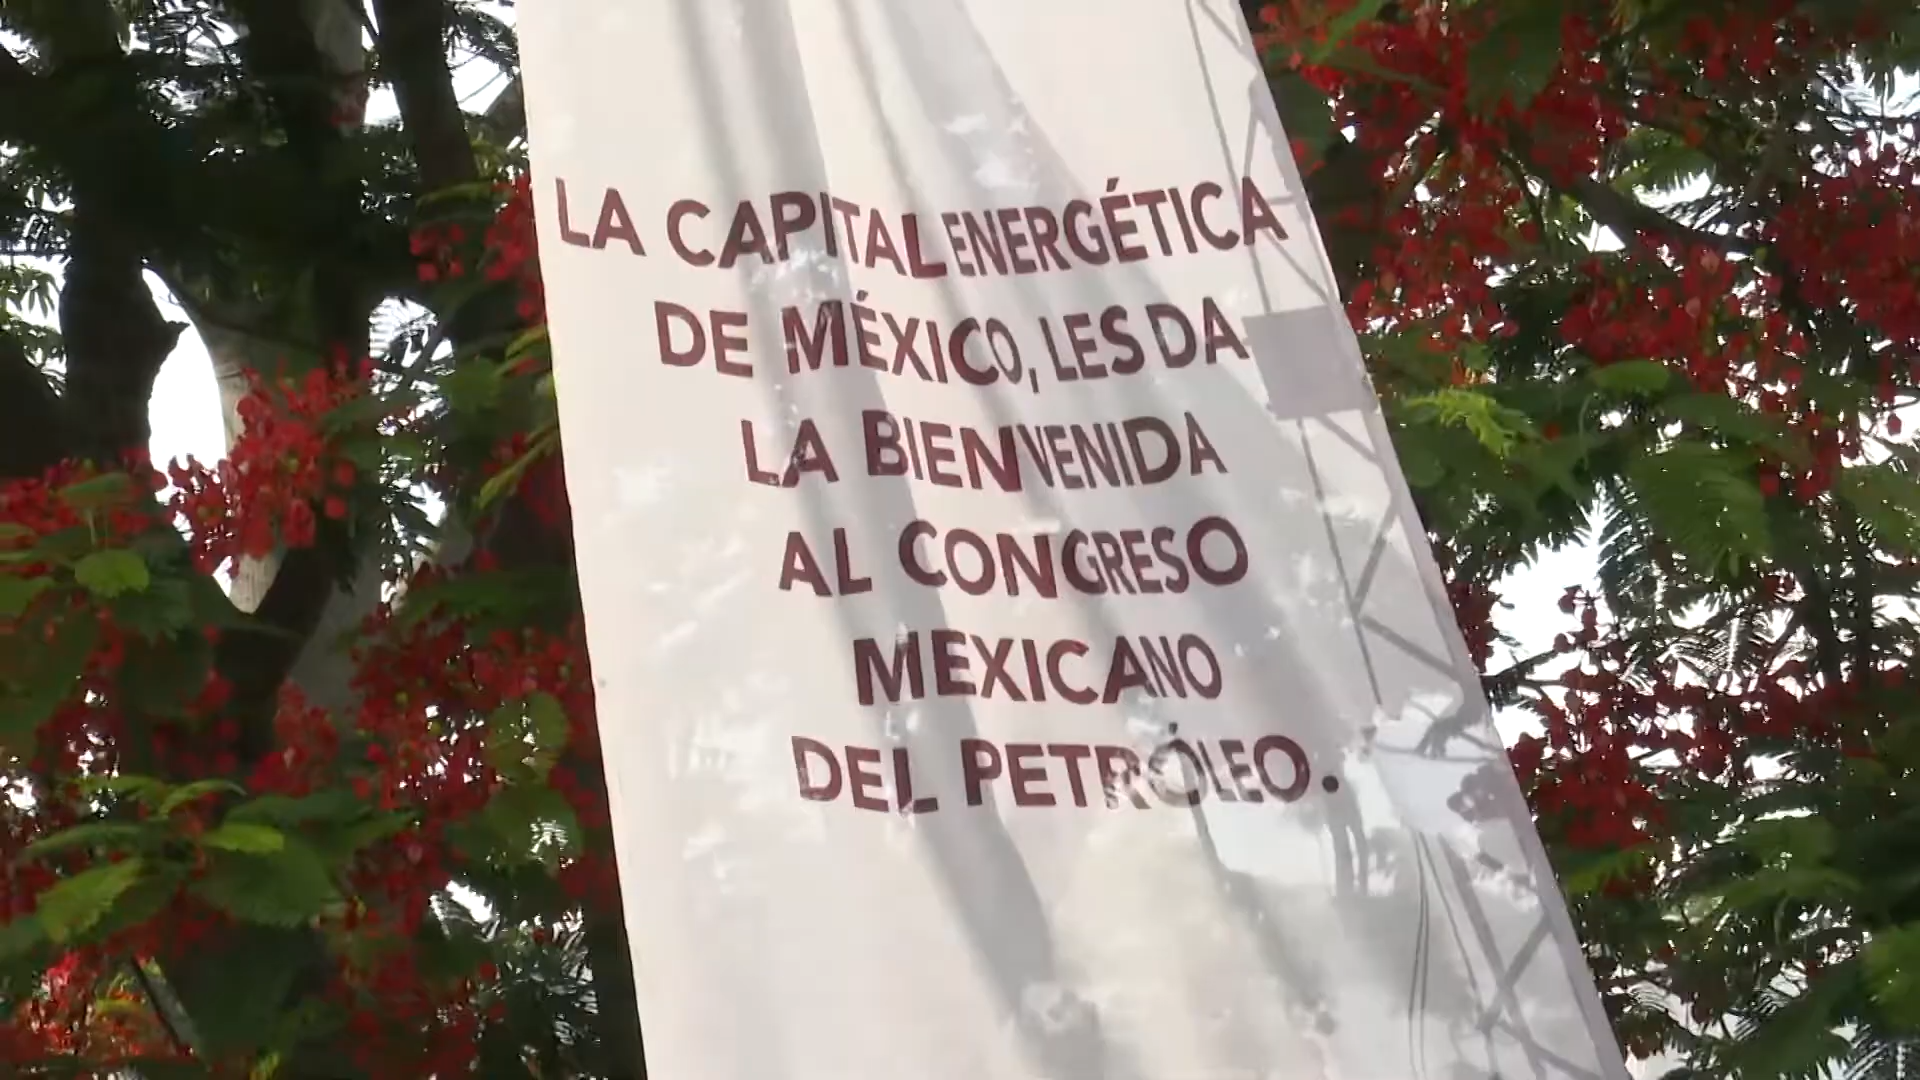 LA CAPITAL ENERGÉTICA
DE MÉXICO, LES DA
LA BIENVENIDA
AL CONGRESO
MEXICANO
DEL PETRÓLEO.